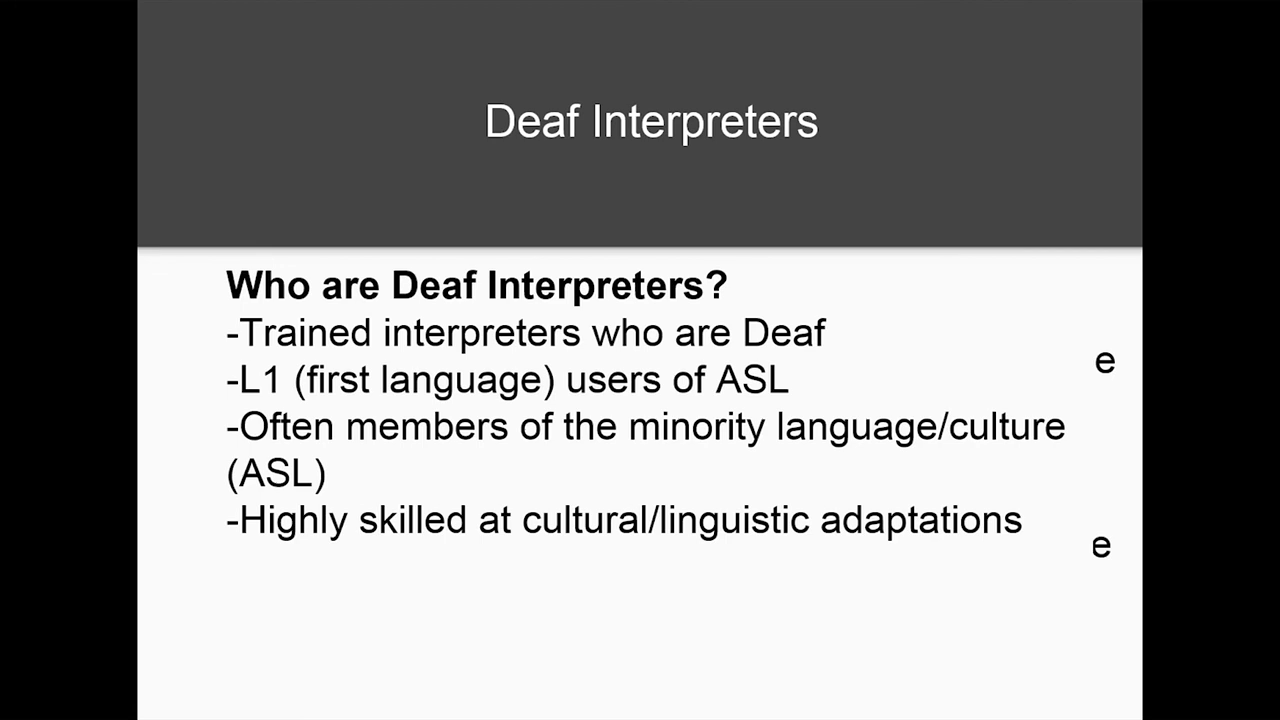 Deaf Interpreters
Who are Deaf Interpreters?
-Trained interpreters who are Deaf
e
-L1 (first language) users of ASL
-Often members of the minority language/culture
(ASL)
-Highly skilled at cultural/linguistic adaptations
e